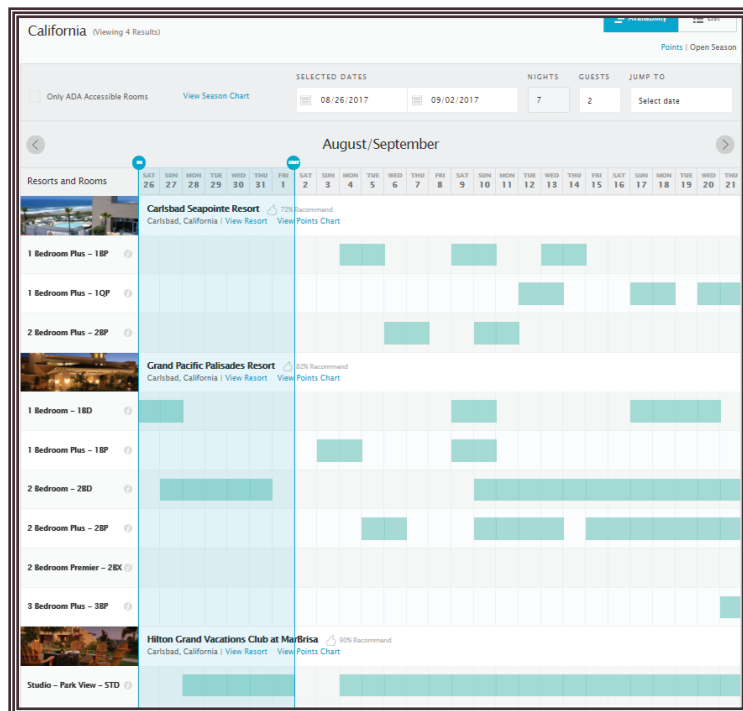 California (Viewing 4 Results)
Availability
List
Points | Open Season
SELECTED DATES NIGHTS GUESTS JUMP TO
Only ADA Accessible Rooms View Season Chart 08/26/2017 09/02/2017 7 2 Select date
August/September
Resorts and Rooms
SAT SUN MON TUE WED THU FRI SAT SUN MON TUE WED THU FRI SAT SUN MON TUE WED THU FRI SAT SUN MON TUE WED THU
26 27 28 29 30 31 1 2 3 4 5 6 7 8 9 10 11 12 13 14 15 16 17 18 19 20 21
Carlsbad Seapointe Resort 72% Recommend
Carlsbad, California | View Resort View Points Chart
1 Bedroom Plus - 1BP
1 Bedroom Plus - 1QP
2 Bedroom Plus - 2BP
Grand Pacific Palisades Resort 82% Recommend
Carlsbad, California | View Resort View Points Chart
1 Bedroom - 1BD
1 Bedroom Plus - 1BP
2 Bedroom - 2BD
2 Bedroom Plus - 2BP
2 Bedroom Premier - 2BX
3 Bedroom Plus - 3BP
Hilton Grand Vacations Club at MarBrisa 90% Recommend
Carlsbad, California | View Resort View Points Chart
Studio - Park View - STD